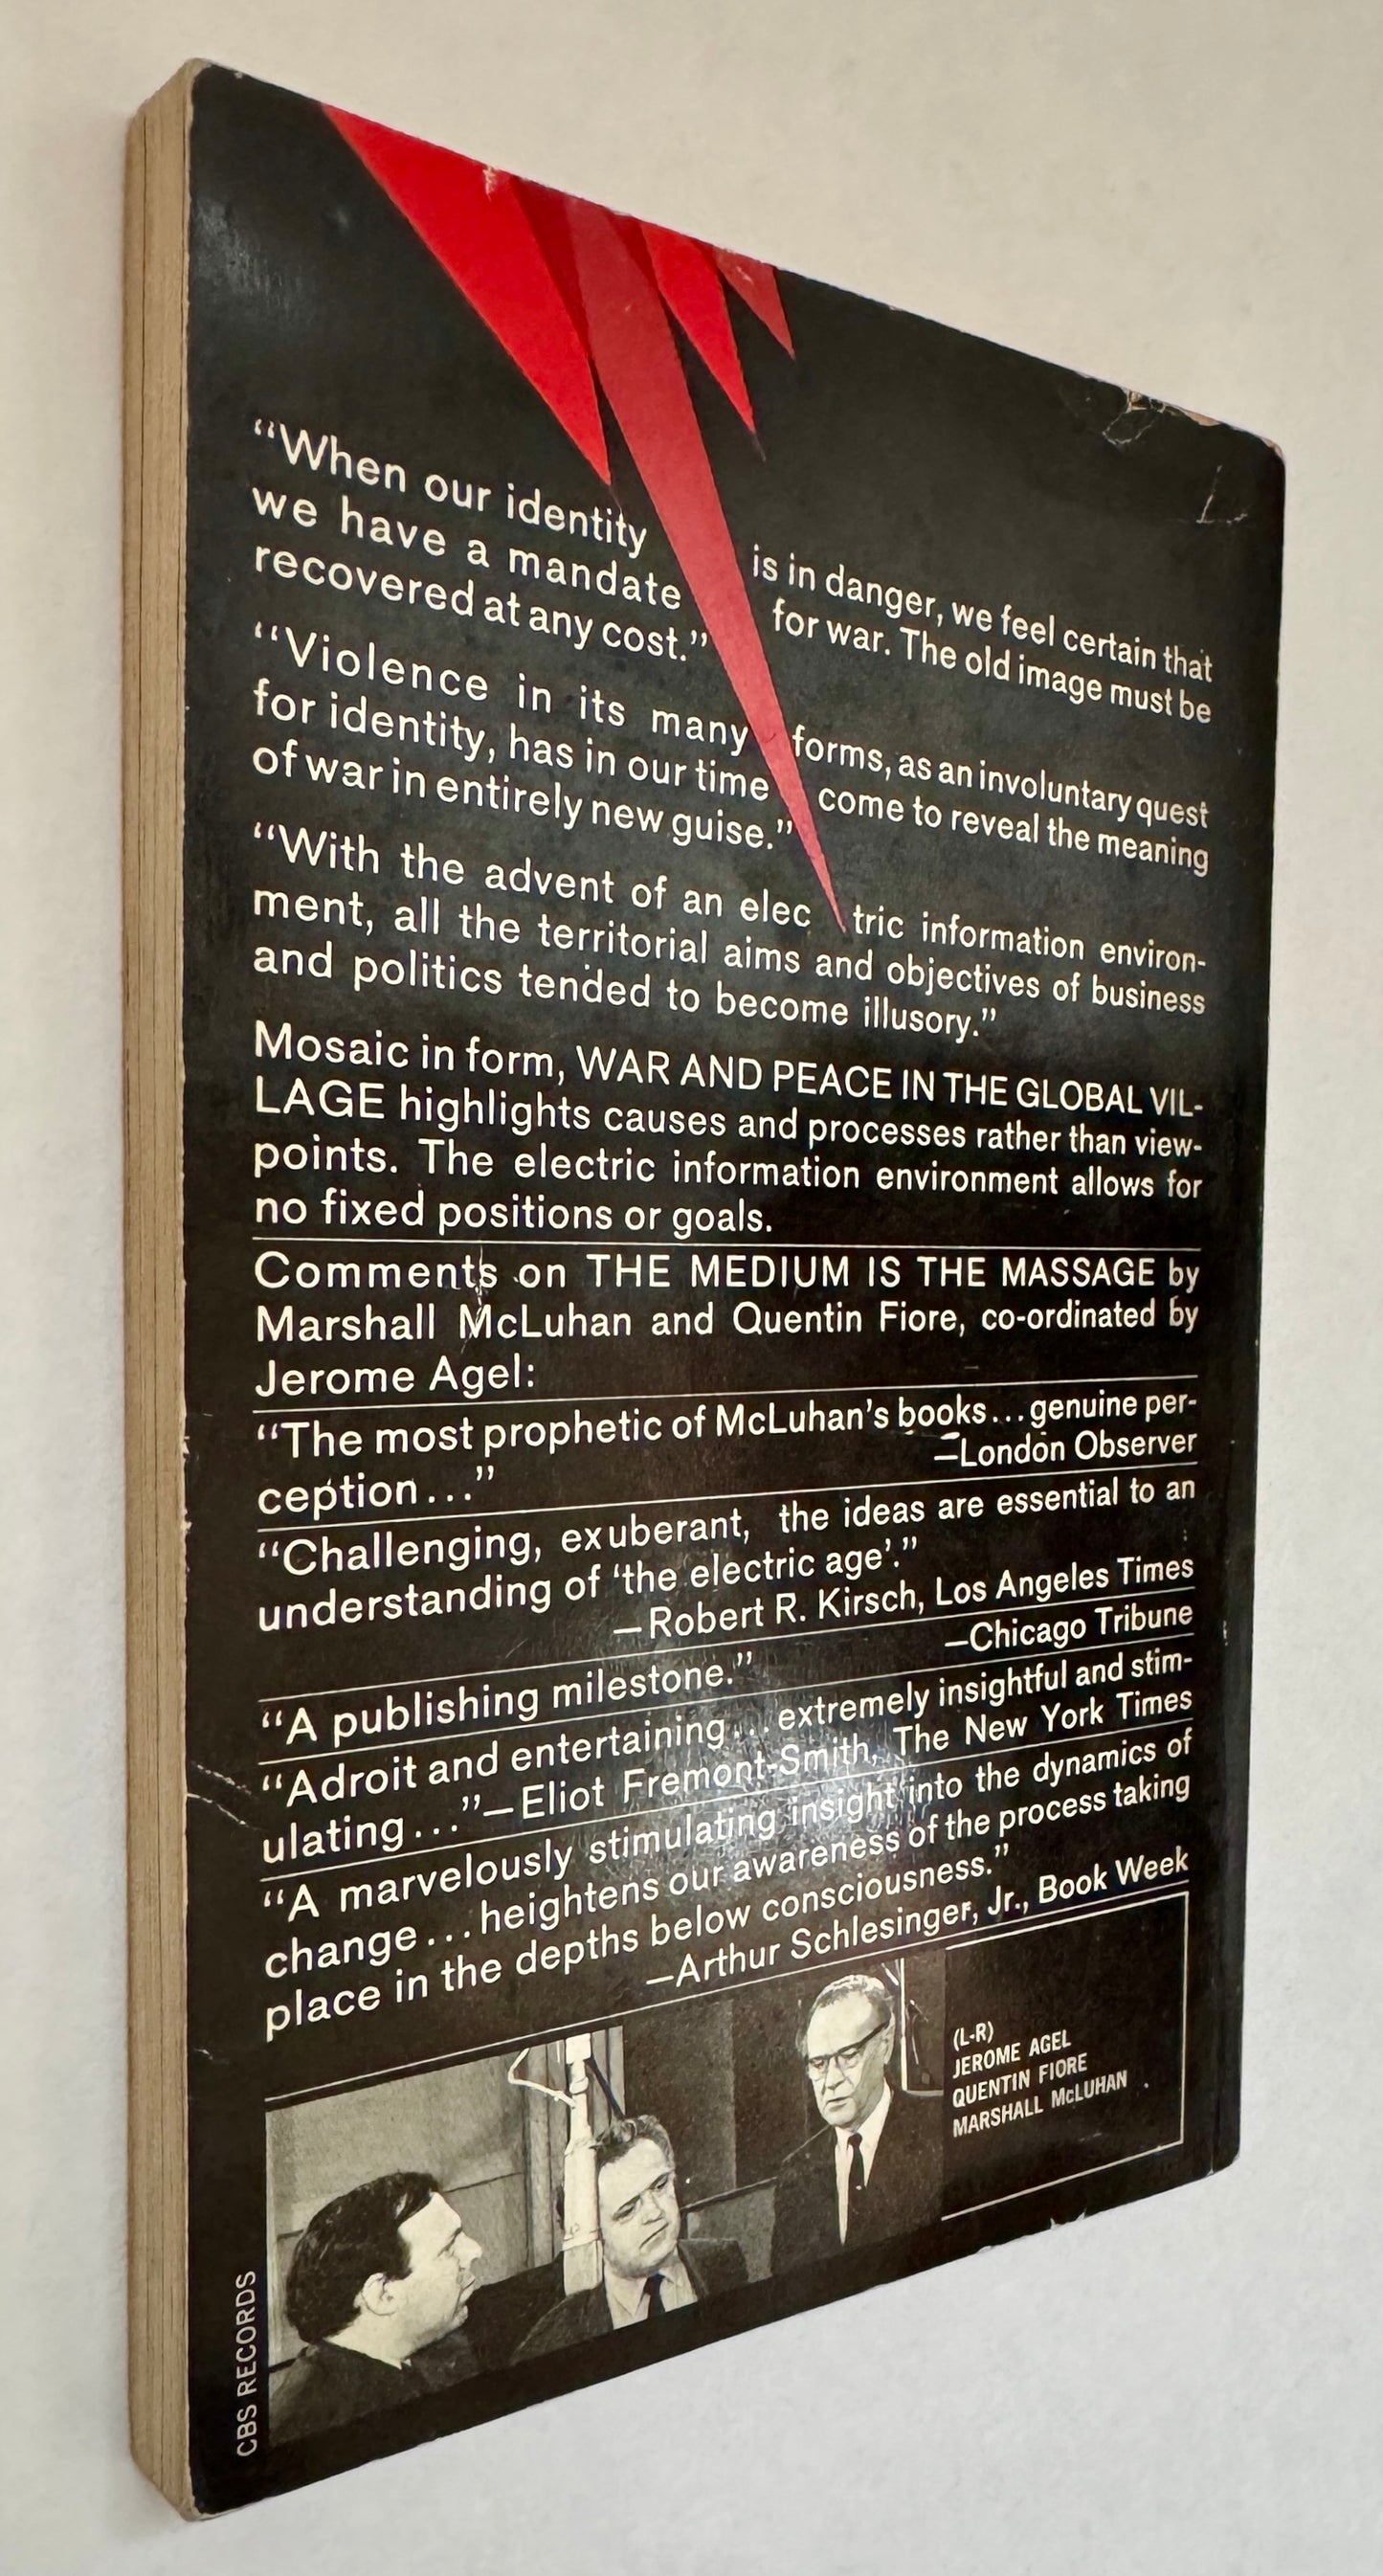 “When our identity is in danger, we feel certain that
we have a mandate for war. The old image must be
recovered at any cost.”
“Violence in its many forms, as an involuntary quest
for identity, has in our time come to reveal the meaning
of war in entirely new guise.”
“With the advent of an elec tric information environ-
ment, all the territorial aims and objectives of business
and politics tended to become illusory.”
Mosaic in form, WAR AND PEACE IN THE GLOBAL VIL-
LAGE highlights causes and processes rather than view-
points. The electric information environment allows for
no fixed positions or goals.
Comments on THE MEDIUM IS THE MASSAGE by
Marshall McLuhan and Quentin Fiore, co-ordinated by
Jerome Agel:
“The most prophetic of McLuhan’s books...genuine per-
ception...” —London Observer
“Challenging, exuberant, the ideas are essential to an
understanding of ‘the electric age’.”
—Robert R. Kirsch, Los Angeles Times
“A publishing milestone.” —Chicago Tribune
“Adroit and entertaining...extremely insightful and stim-
ulating...”—Eliot Fremont-Smith, The New York Times
“A marvelously stimulating insight into the dynamics of
change...heightens our awareness of the process taking
place in the depths below consciousness.”
—Arthur Schlesinger, Jr., Book Week
(L-R)
JEROME AGEL
QUENTIN FIORE
MARSHALL McLUHAN
CBS RECORDS